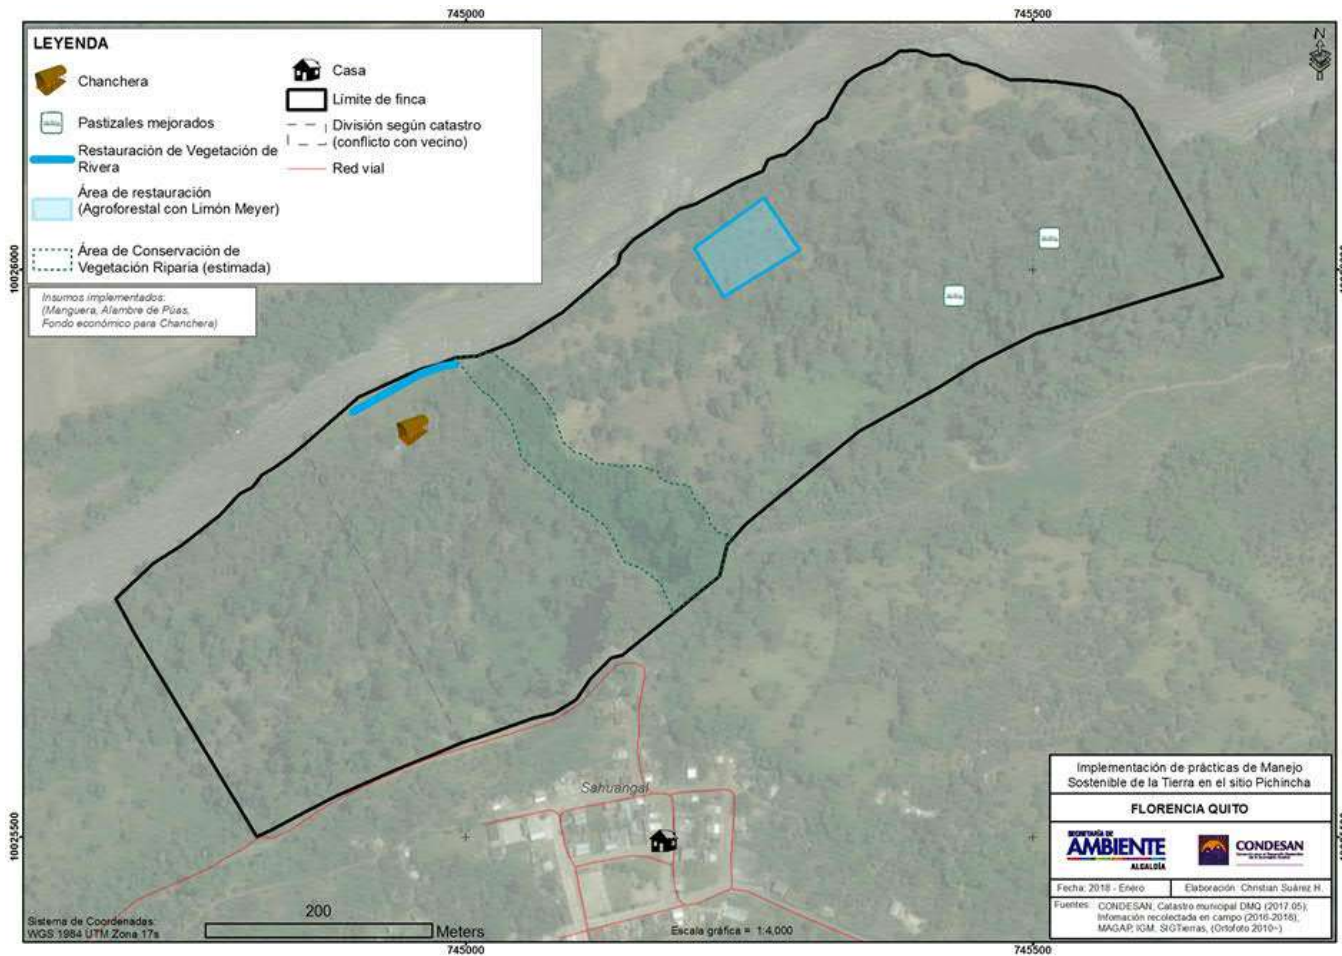 745000
745500
LEYENDA
Chanchera
Pastizales mejorados
Restauración de Vegetación de
Rivera
Área de restauración
(Agroforestal con Limón Meyer)
Área de Conservación de
Vegetación Riparia (estimada)
Casa
Límite de finca
División según catastro
(conflicto con vecino)
Red vial
Insumos implementados:
(Manguera, Alambre de Púas,
Fondo económico para Chanchera)
N
10026000
10025500
Sahuangal
Implementación de prácticas de Manejo
Sostenible de la Tierra en el sitio Pichincha
FLORENCIA QUITO
SECRETARÍA DE
AMBIENTE
ALCALDÍA
CONDESAN
Fecha: 2018 - Enero
Elaboración: Christian Suárez H.
Fuentes: CONDESAN, Catastro municipal DMQ (2017.05);
Infomación recolectada en campo (2016-2018),
MAGAP, IGM, SIGTierras, (Ortofoto 2010~)
Sistema de Coordenadas:
WGS 1984 UTM Zona 17s
200
Meters
Escala gráfica = 1:4,000
745000
745500